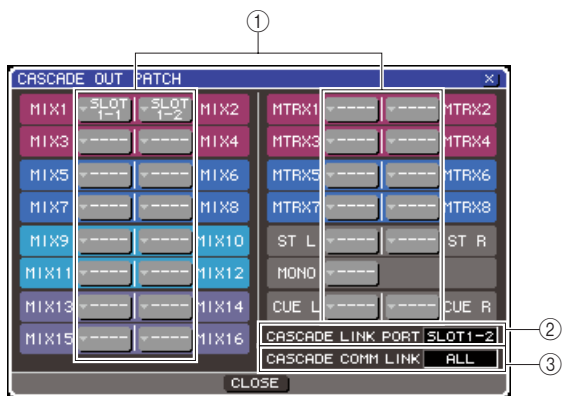 ①
CASCADE OUT PATCH X
MIX1 SLOT 1-1 SLOT 1-2 MIX2 MTRX1 ---- ---- MTRX2
MIX3 ---- ---- MIX4 MTRX3 ---- ---- MTRX4
MIX5 ---- ---- MIX6 MTRX5 ---- ---- MTRX6
MIX7 ---- ---- MIX8 MTRX7 ---- ---- MTRX8
MIX9 ---- ---- MIX10 ST L ---- ---- ST R
MIX11 ---- ---- MIX12 MONO ----
MIX13 ---- ---- MIX14 CUE L ---- ---- CUE R
MIX15 ---- ---- MIX16 CASCADE LINK PORT SLOT1-2 ②
CASCADE COMM LINK ALL ③
CLOSE